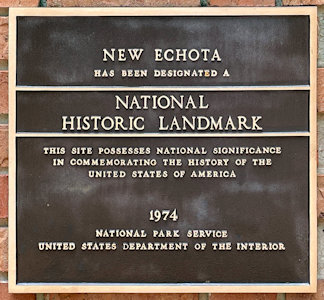 NEW ECHOTA
HAS BEEN DESIGNATED A
NATIONAL
HISTORIC LANDMARK
THIS SITE POSSESSES NATIONAL SIGNIFICANCE
IN COMMEMORATING THE HISTORY OF THE
UNITED STATES OF AMERICA
1974
NATIONAL PARK SERVICE
UNITED STATES DEPARTMENT OF THE INTERIOR